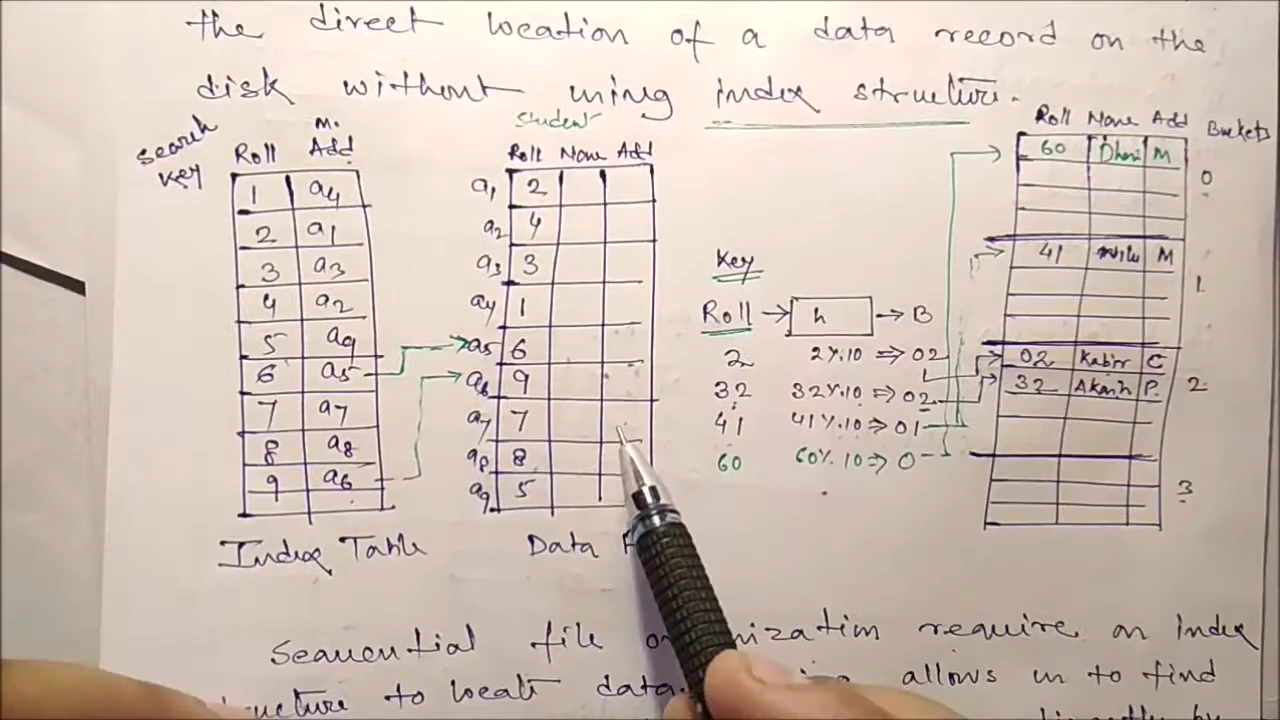 the direct location of a data record on the
disk without using index structure.
search
key
Roll
m.
Add
1 a4
2 a1
3 a3
4 a2
5 a9
6 a5
7 a7
8 a8
9 a6
Index Table
Student
Roll Name Add
a1 2
a2 4
a3 3
a4 1
a5 6
a6 9
a7 7
a8 8
a9 5
Data
Key
Roll → h → B
2 2%10 ⇒ 02
32 32%10 ⇒ 02
41 41%10 ⇒ 01
60 60%10 ⇒ 0
Roll Name Add Buckets
60 Dhoni M
0
41 M
1
02 Kabir C
32 Akash P.
2
3
Sequential file require an index
to locate data. allows us to find
directly by